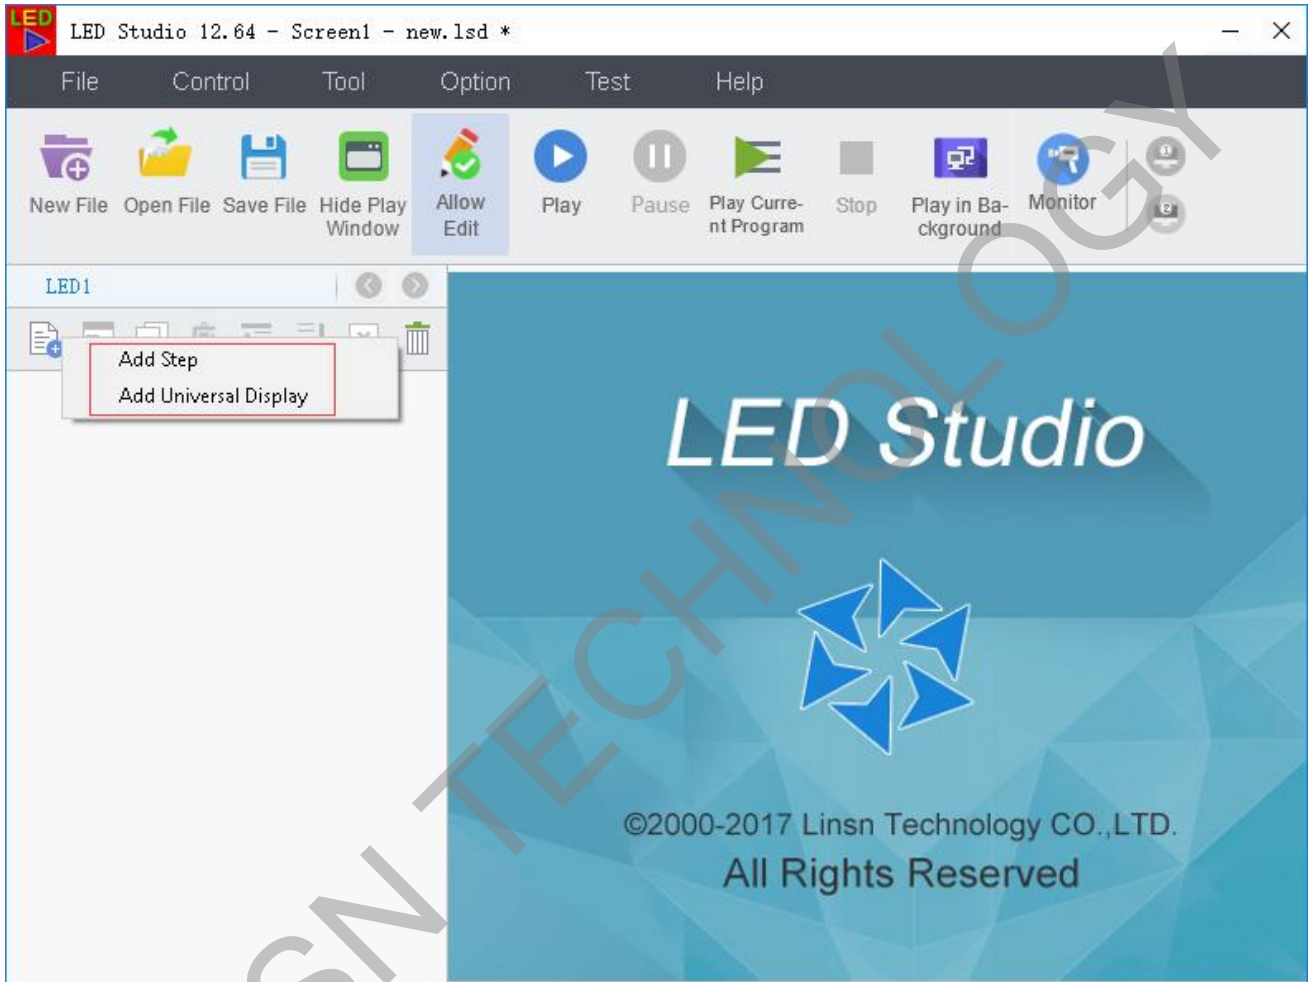 LED
LED Studio 12.64 - Screen1 - new.lsd *
File Control Tool Option Test Help
New File Open File Save File Hide Play Window Allow Edit Play Pause Play Curre-nt Program Stop Play in Ba-ckground Monitor
1
2
LED1
Add Step
Add Universal Display
LED Studio
©2000-2017 Linsn Technology CO.,LTD.
All Rights Reserved
SN TECHNOLOGY